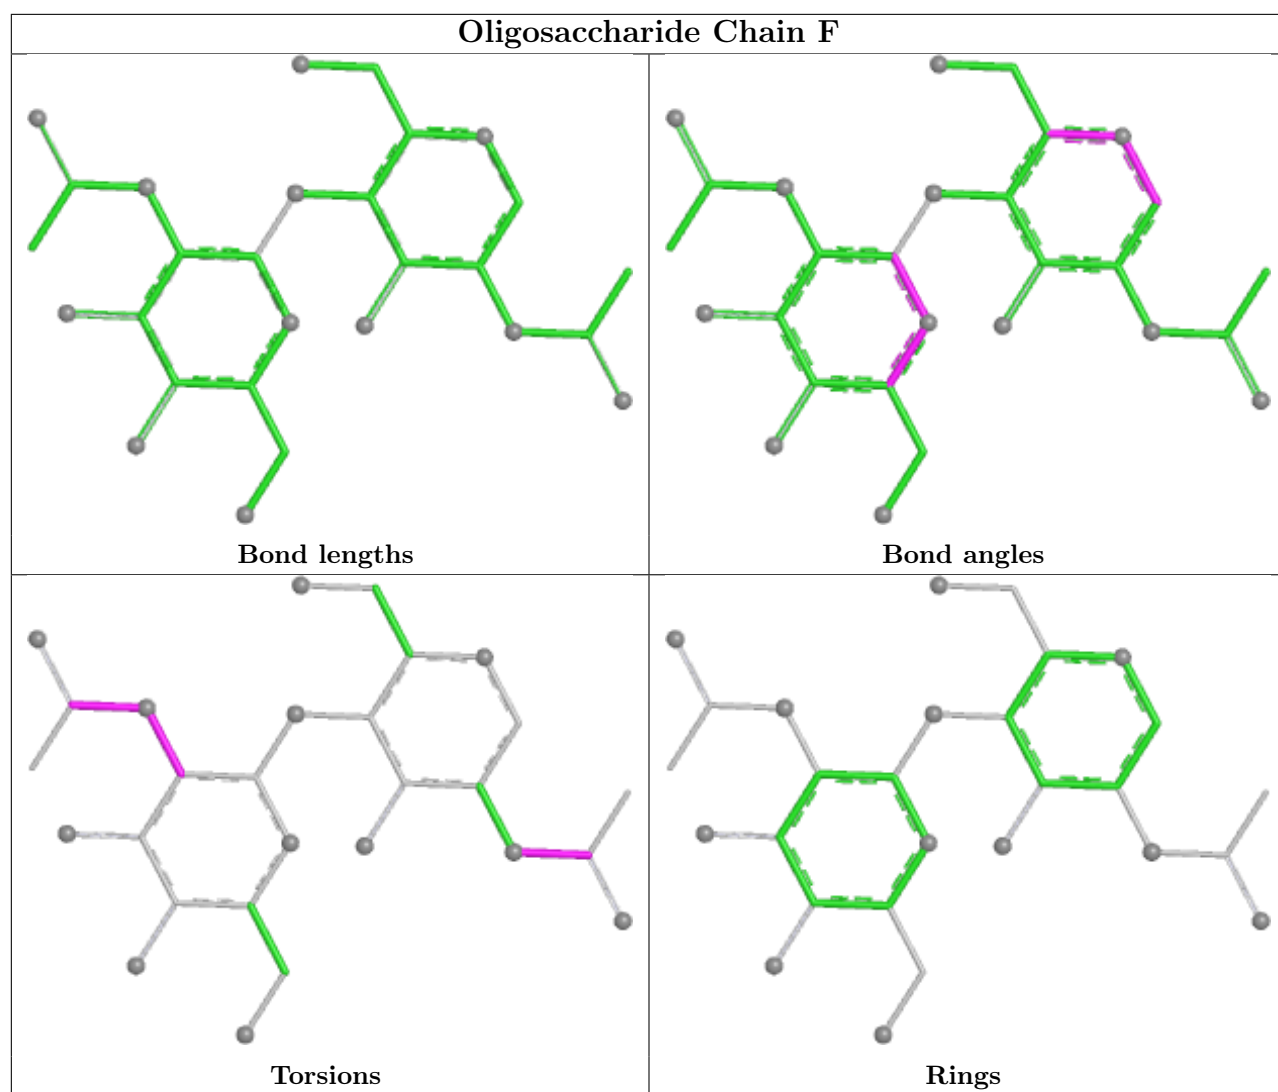 Oligosaccharide Chain F
Bond lengths
Bond angles
Torsions
Rings